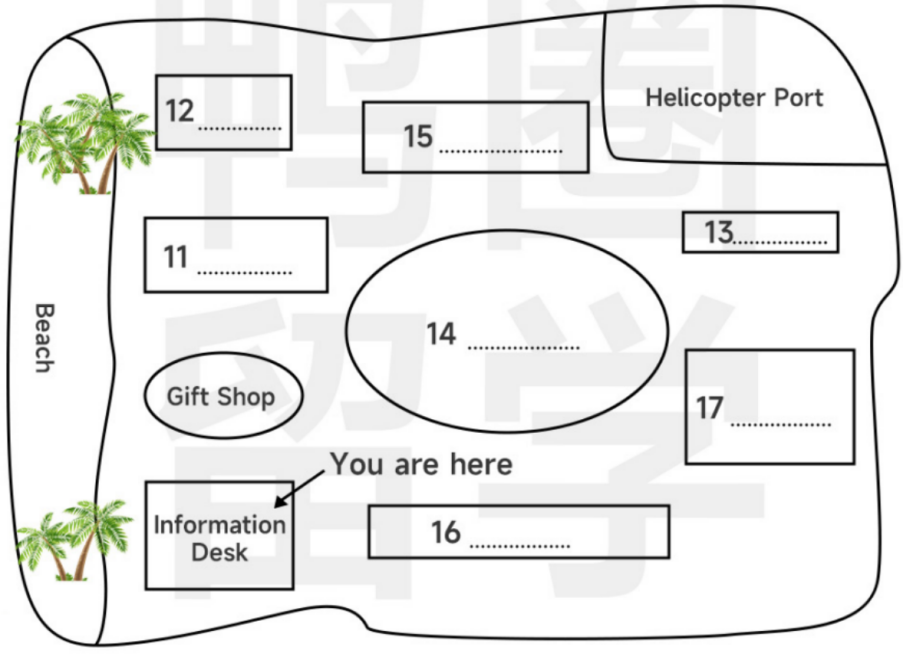 Helicopter Port
12 ..............
15 ....................
13................
11 ................
14 ..................
Beach
Gift Shop
17 ................
You are here
Information
Desk
16 ................
鸭圈
留学